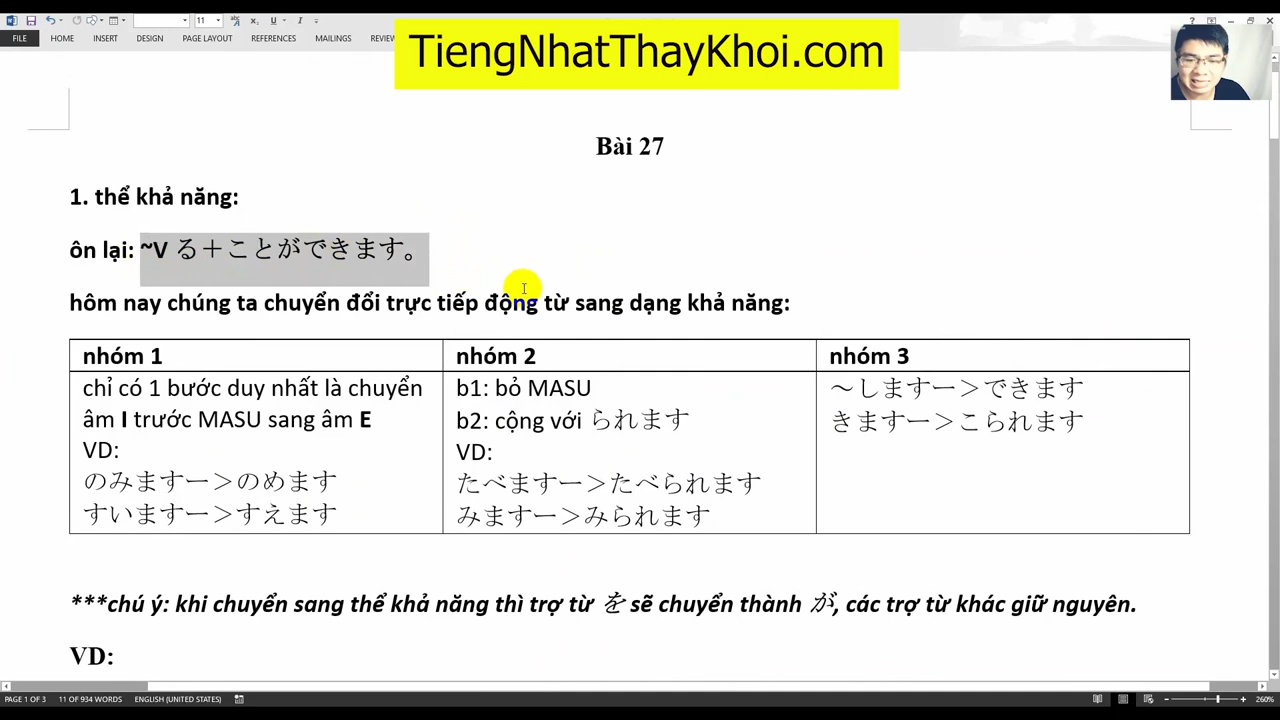 11
FILE HOME INSERT DESIGN PAGE LAYOUT REFERENCES MAILINGS
TiengNhatThayKhoi.com
Bài 27
1. thể khả năng:
ôn lại: ~V る＋ことができます。
hôm nay chúng ta chuyển đổi trực tiếp động từ sang dạng khả năng:
nhóm 1
chỉ có 1 bước duy nhất là chuyển
âm I trước MASU sang âm E
VD:
のみますー＞のめます
すいますー＞すえます
nhóm 2
b1: bỏ MASU
b2: cộng với られます
VD:
たべますー＞たべられます
みますー＞みられます
nhóm 3
～しますー＞できます
きますー＞こられます
***chú ý: khi chuyển sang thể khả năng thì trợ từ を sẽ chuyển thành が, các trợ từ khác giữ nguyên.
VD:
PAGE 1 OF 3 11 OF 934 WORDS ENGLISH (UNITED STATES) 260%